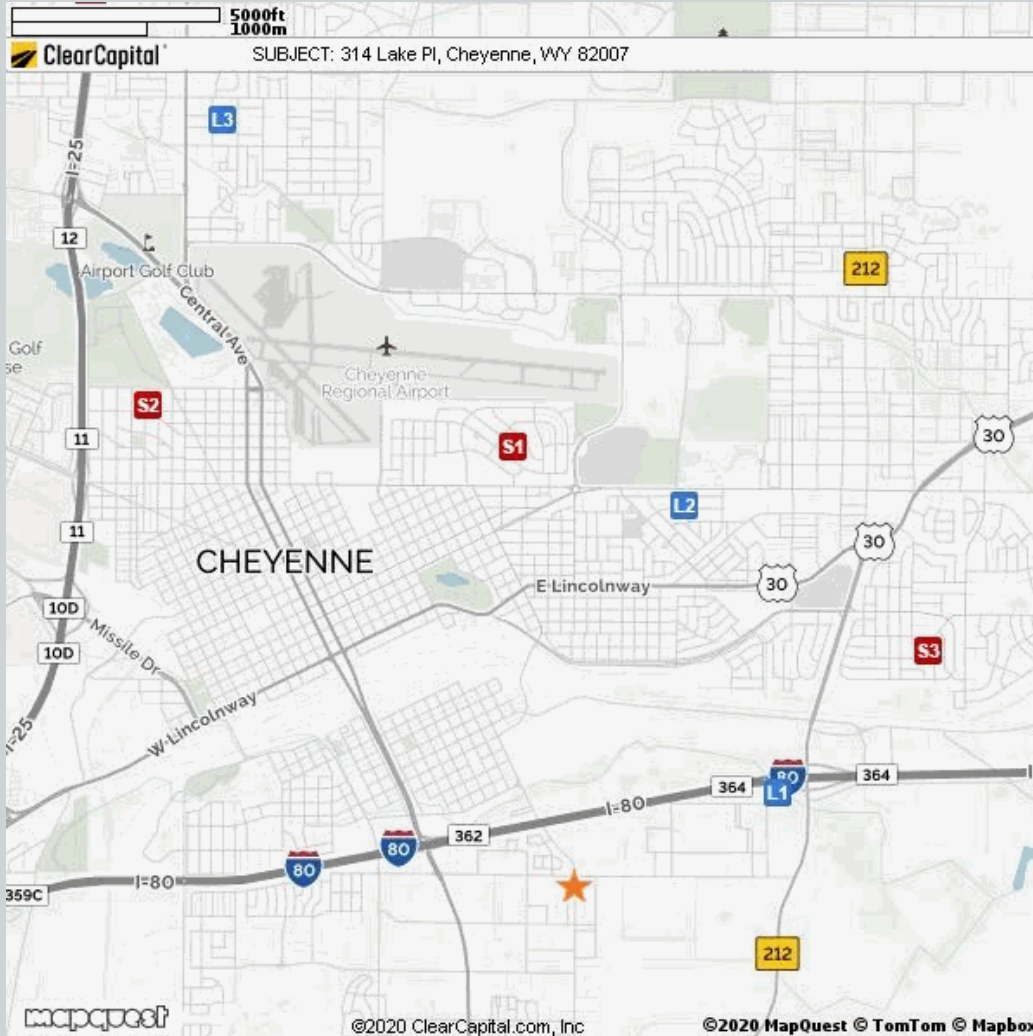 5000ft
1000m
ClearCapital
SUBJECT: 314 Lake Pl, Cheyenne, WY 82007
L3
I-25
12
Airport Golf Club
212
Central Ave
Golf
se
Cheyenne
Regional Airport
S2
S1
11
30
L2
11
CHEYENNE
30
E Lincolnway
30
10D
Missile Dr
10D
S3
W Lincolnway
I-25
80
364
364
L1
I-80
362
80
80
I-80
359C
212
mapquest
©2020 ClearCapital.com, Inc
©2020 MapQuest © TomTom © Mapbo